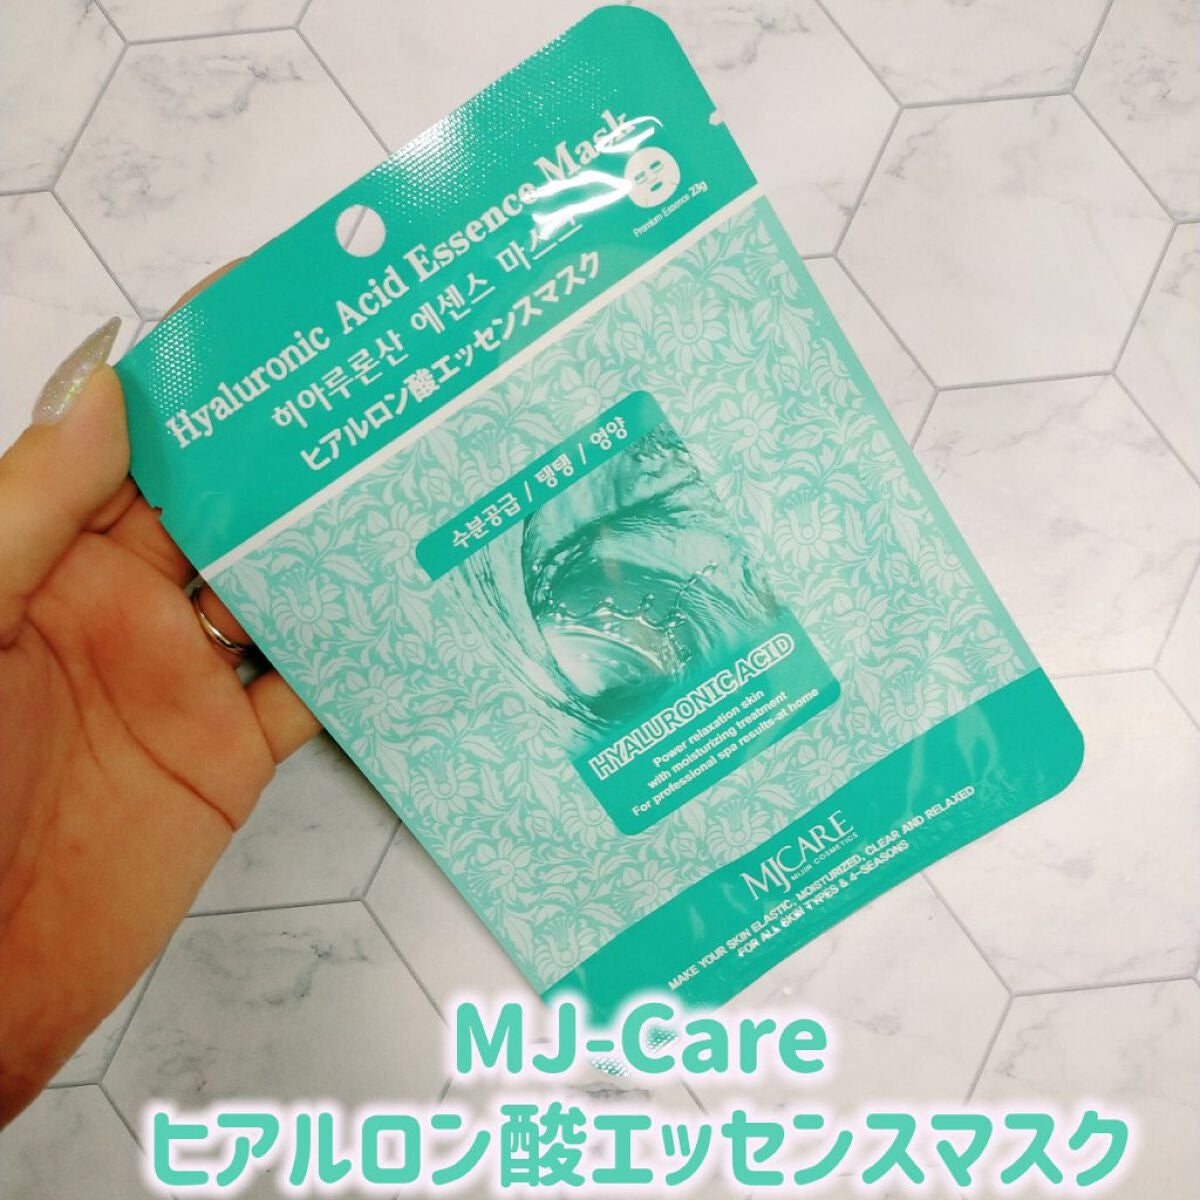 Hyaluronic Acid Essence Mask
히아루론산 에센스 마스크
ヒアルロン酸エッセンスマスク
Premium Essence 23g
수분공급 / 탱탱 / 영양
HYALURONIC ACID
Power relaxation skin
with moisturizing treatment
For professional spa results-at home
MJCARE
MIJIN COSMETICS
MAKE YOUR SKIN ELASTIC, MOISTURIZED, CLEAR AND RELAXED
FOR ALL SKIN TYPES & 4-SEASONS
MJ-Care
ヒアルロン酸エッセンスマスク